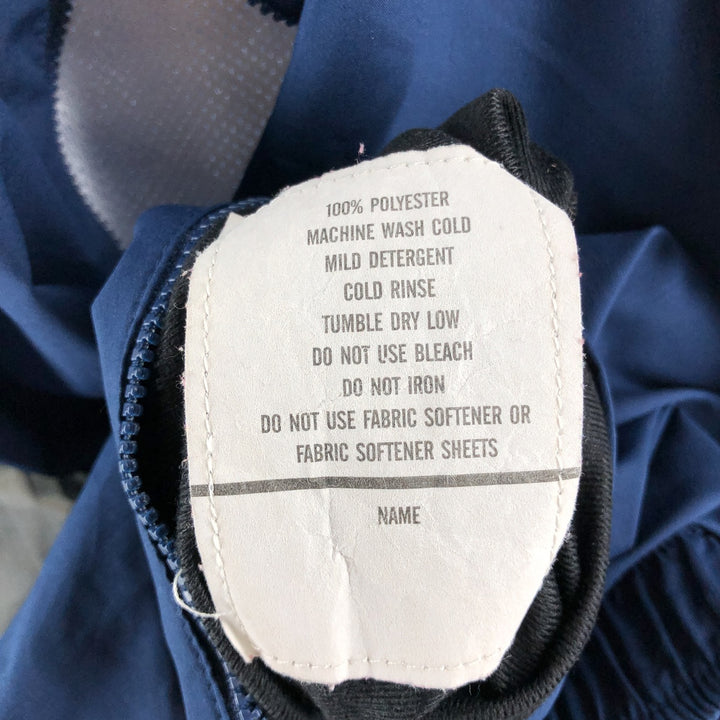 100% POLYESTER
MACHINE WASH COLD
MILD DETERGENT
COLD RINSE
TUMBLE DRY LOW
DO NOT USE BLEACH
DO NOT IRON
DO NOT USE FABRIC SOFTENER OR
FABRIC SOFTENER SHEETS
NAME